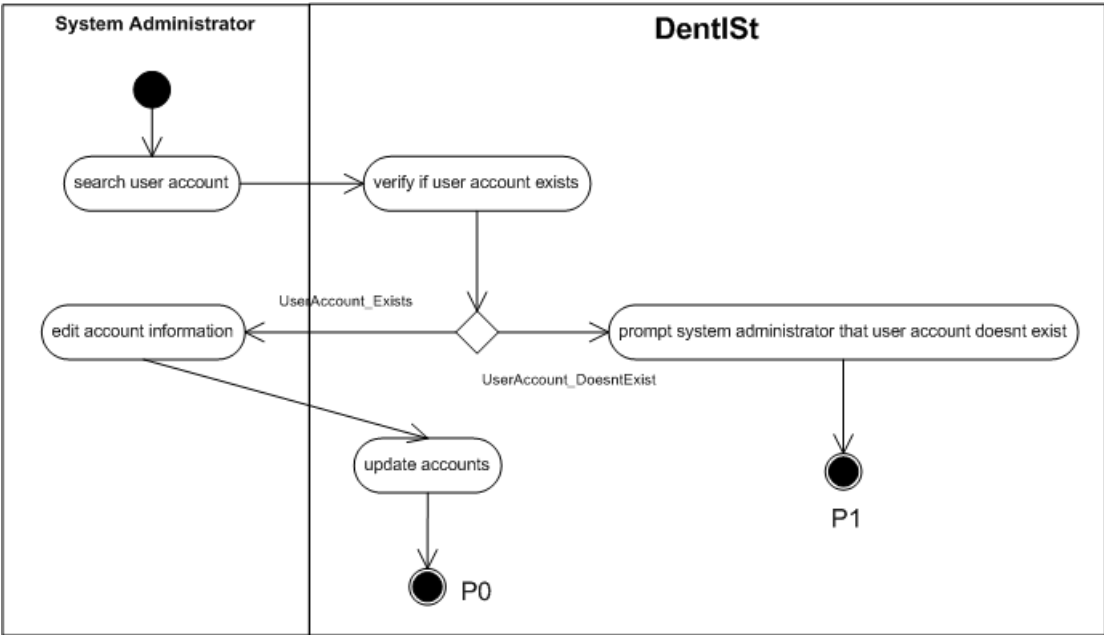 System Administrator
DentISt
search user account
verify if user account exists
UserAccount_Exists
edit account information
prompt system administrator that user account doesnt exist
UserAccount_DoesntExist
update accounts
P1
P0